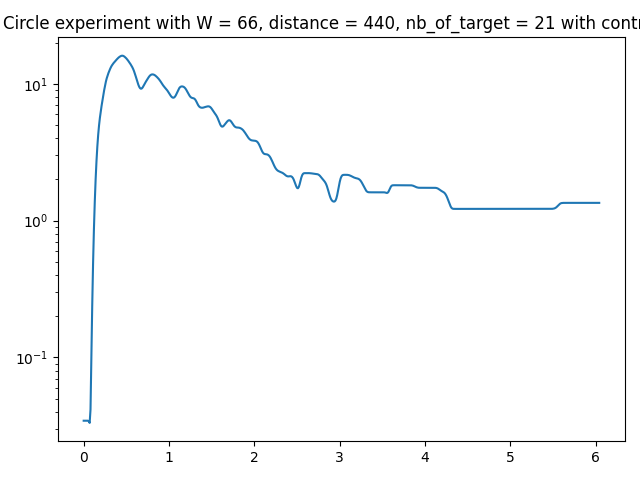 Circle experiment with W = 66, distance = 440, nb_of_target = 21 with contr
10¹
10⁰
10⁻¹
0 1 2 3 4 5 6